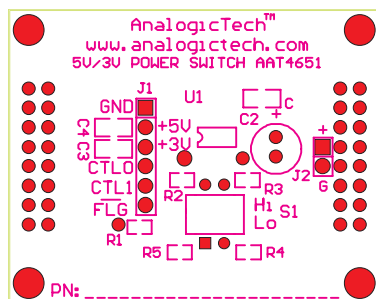 AnalogicTech™
www.analogictech.com
5V/3V POWER SWITCH AAT4651
J1
U1
GND
C
C2
+
C4
+5V
+
C3
+3V
CTL0
J2
CTL1
R2
R3
G
FLG
Hi
Lo
S1
R1
R5
R4
PN: